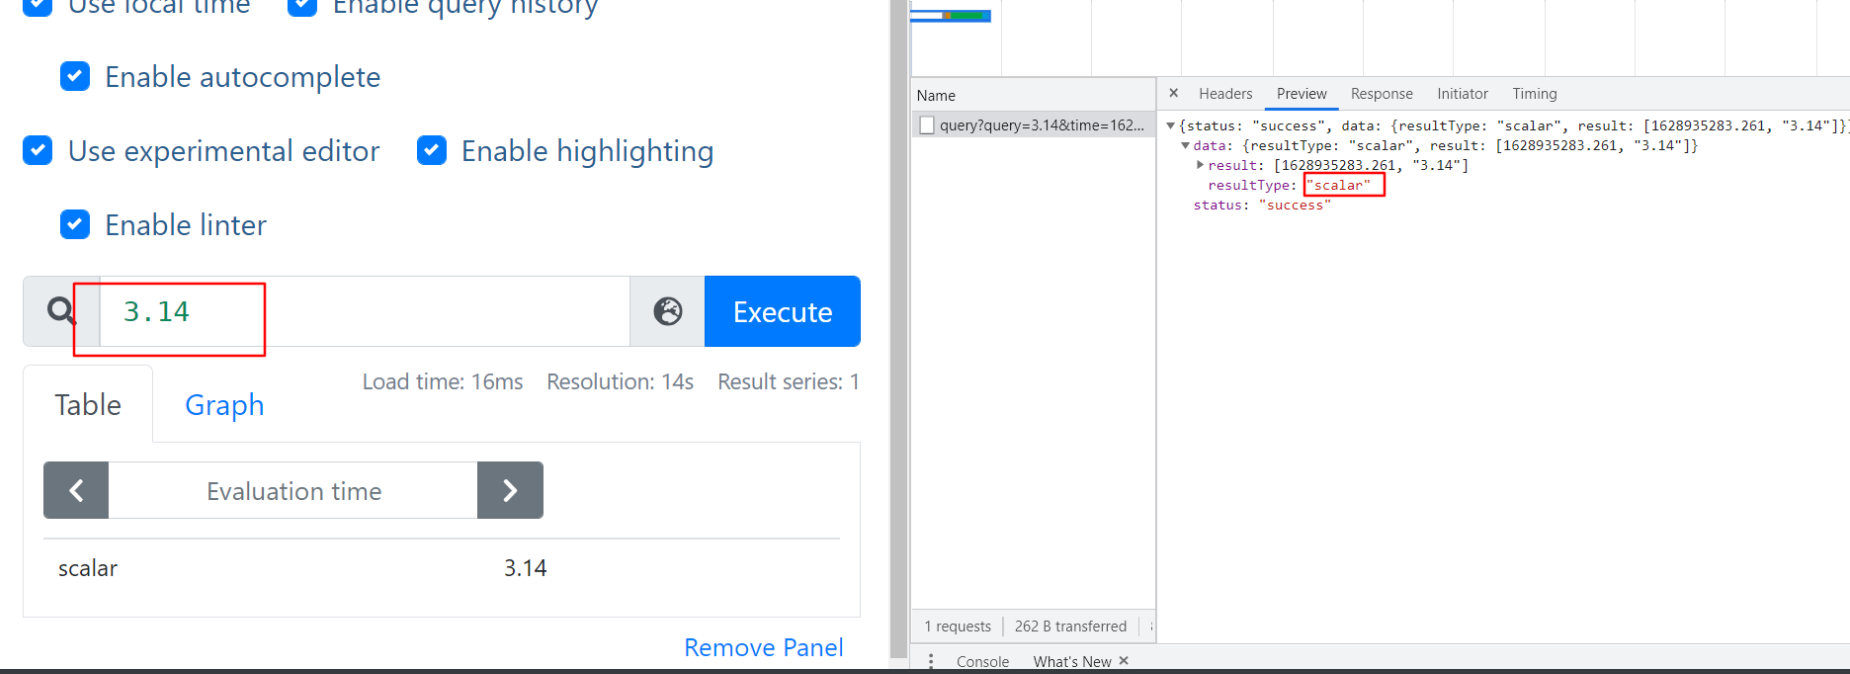 Use local time
Enable query history
Enable autocomplete
Use experimental editor
Enable highlighting
Enable linter
3.14
Execute
Table
Graph
Load time: 16ms
Resolution: 14s
Result series: 1
Evaluation time
scalar
3.14
Remove Panel
Name
query?query=3.14&time=162...
1 requests
262 B transferred
Headers
Preview
Response
Initiator
Timing
{status: "success", data: {resultType: "scalar", result: [1628935283.261, "3.14"]}}
data: {resultType: "scalar", result: [1628935283.261, "3.14"]}
result: [1628935283.261, "3.14"]
resultType: "scalar"
status: "success"
Console
What's New